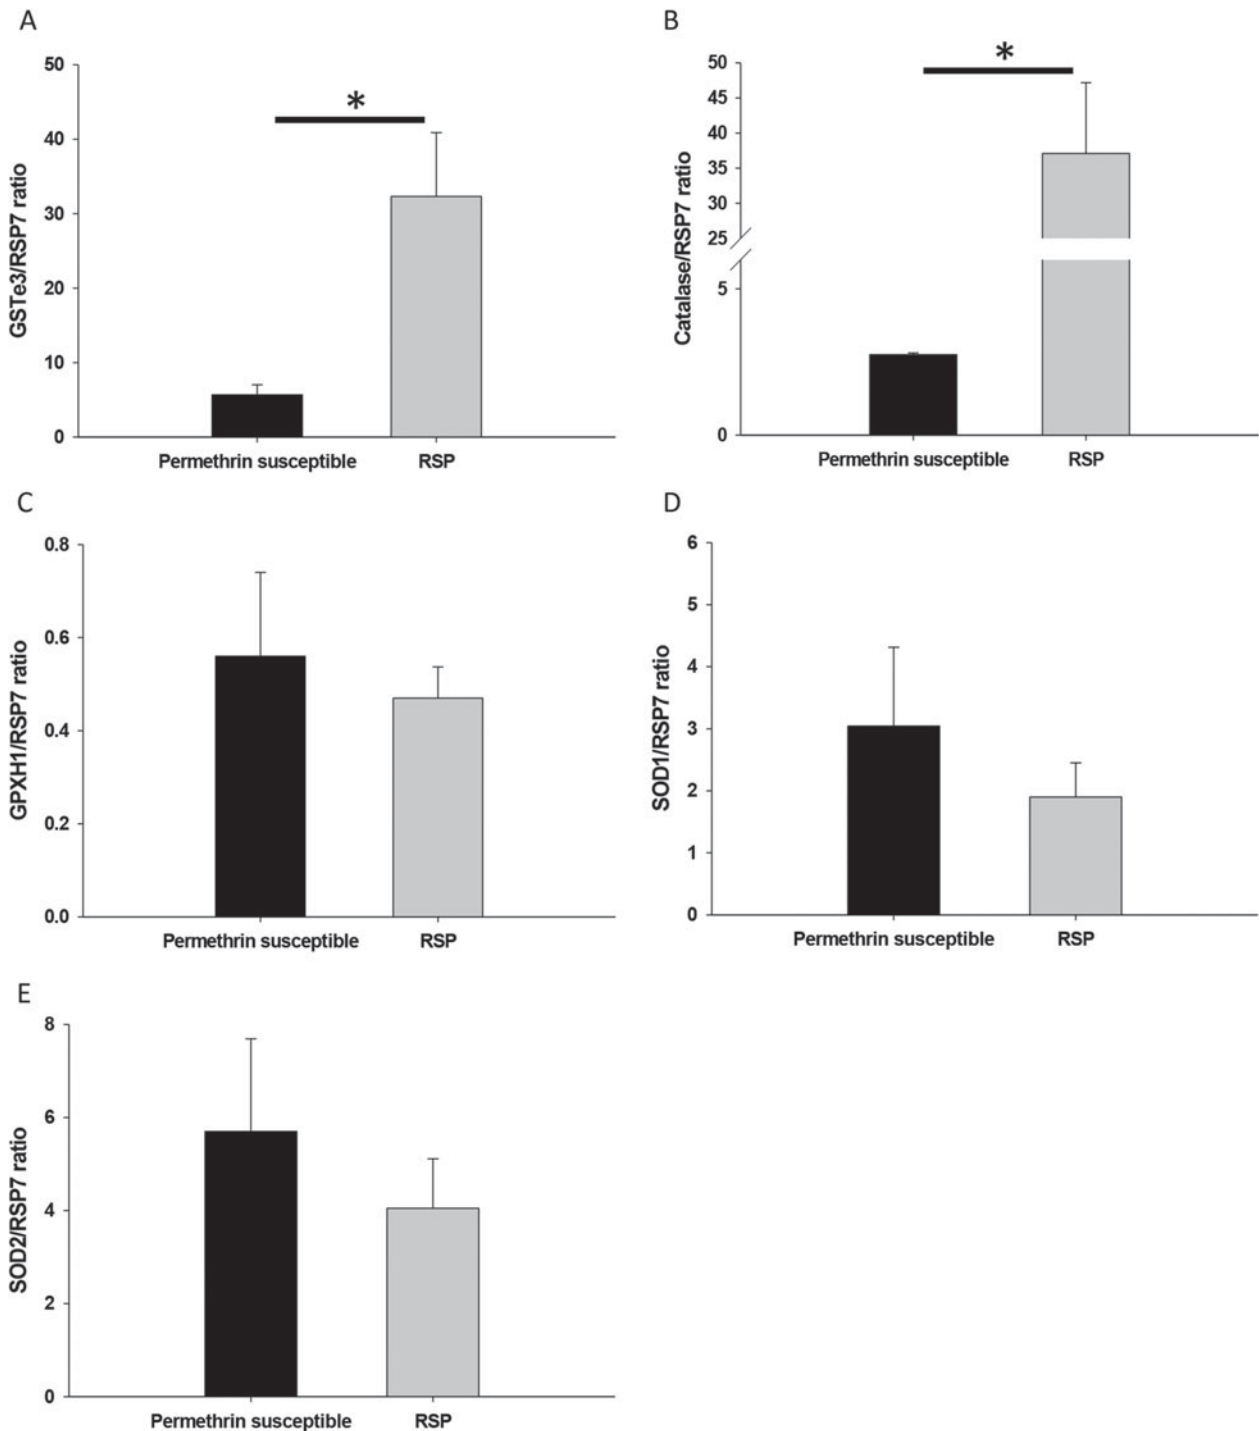 A
GSTe3/RSP7 ratio
50
40
30
20
10
0
*
Permethrin susceptible
RSP
B
Catalase/RSP7 ratio
50
45
40
35
30
25
5
0
*
Permethrin susceptible
RSP
C
GPXH1/RSP7 ratio
0.8
0.6
0.4
0.2
0.0
Permethrin susceptible
RSP
D
SOD1/RSP7 ratio
6
5
4
3
2
1
0
Permethrin susceptible
RSP
E
SOD2/RSP7 ratio
8
6
4
2
0
Permethrin susceptible
RSP